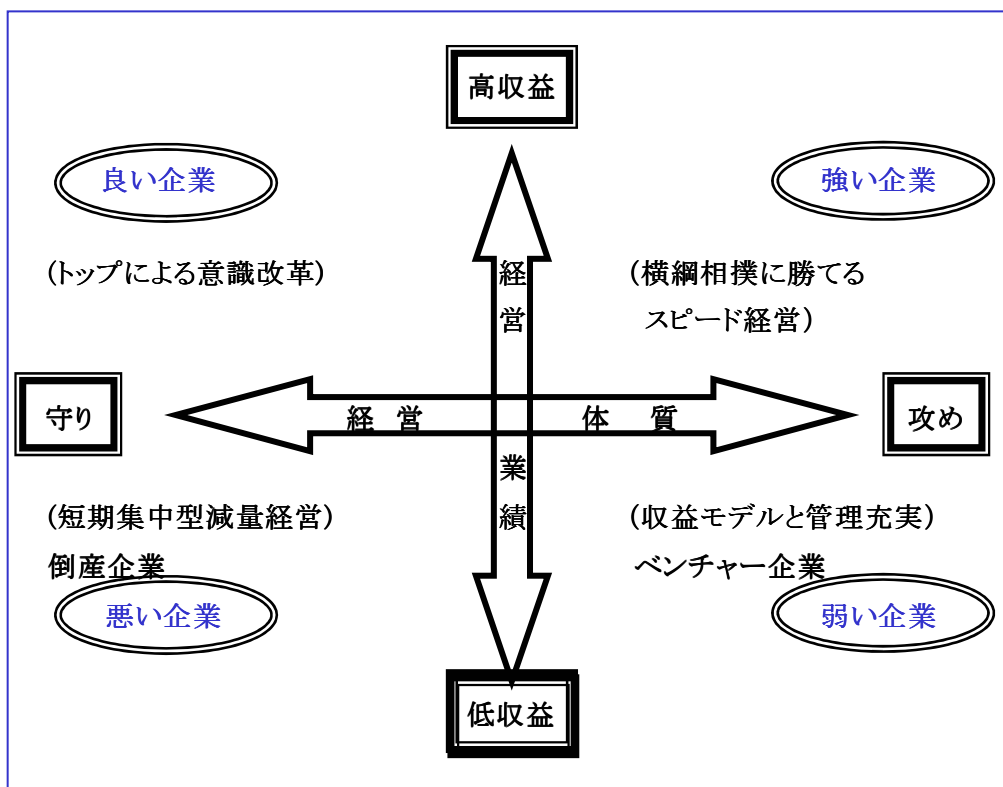 高収益
良い企業
強い企業
(トップによる意識改革)
(横綱相撲に勝てる
スピード経営)
経営
守り
経 営 体 質
攻め
業績
(短期集中型減量経営)
倒産企業
悪い企業
(収益モデルと管理充実)
ベンチャー企業
弱い企業
低収益